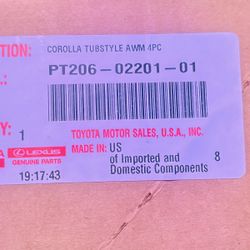 TION: COROLLA TUBSTYLE AWM 4PC
.: PT206-02201-01
Y: 1
TOYOTA MOTOR SALES, U.S.A., INC.
MADE IN: US
of Imported and 8
Domestic Components
A LEXUS
GENUINE PARTS
19:17:43